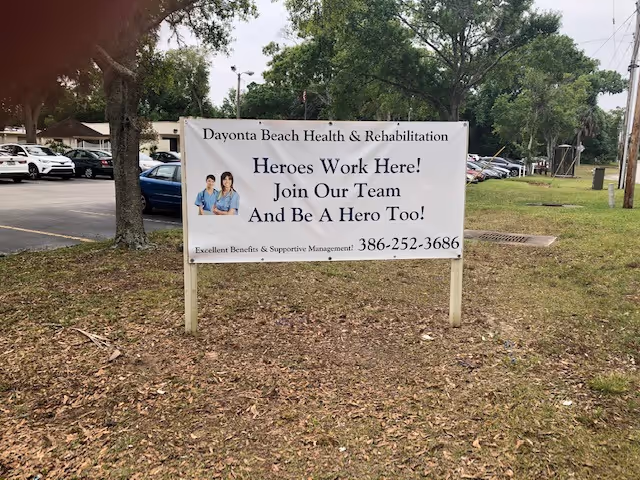 Dayonta Beach Health & Rehabilitation
Heroes Work Here!
Join Our Team
And Be A Hero Too!
Excellent Benefits & Supportive Management! 386-252-3686